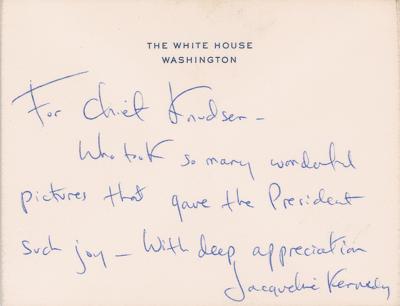 THE WHITE HOUSE
WASHINGTON
For Chief Knudsen –
Who took so many wonderful
pictures that gave the President
such joy – With deep appreciation
Jacqueline Kennedy